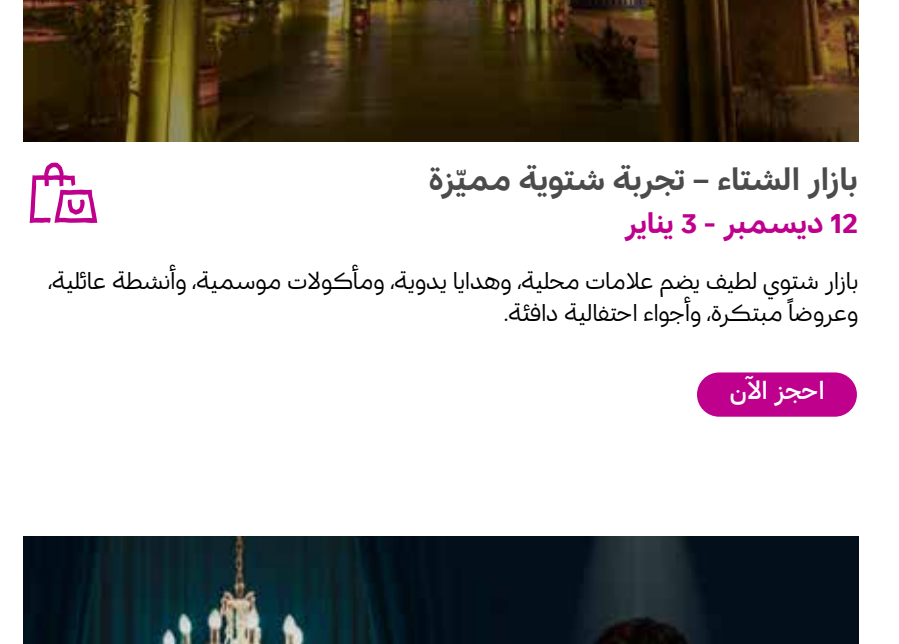 بازار الشتاء – تجربة شتوية مميّزة
12 ديسمبر - 3 يناير
بازار شتوي لطيف يضم علامات محلية، وهدايا يدوية، ومأكولات موسمية، وأنشطة عائلية،
وعروضاً مبتكرة، وأجواء احتفالية دافئة.
احجز الآن